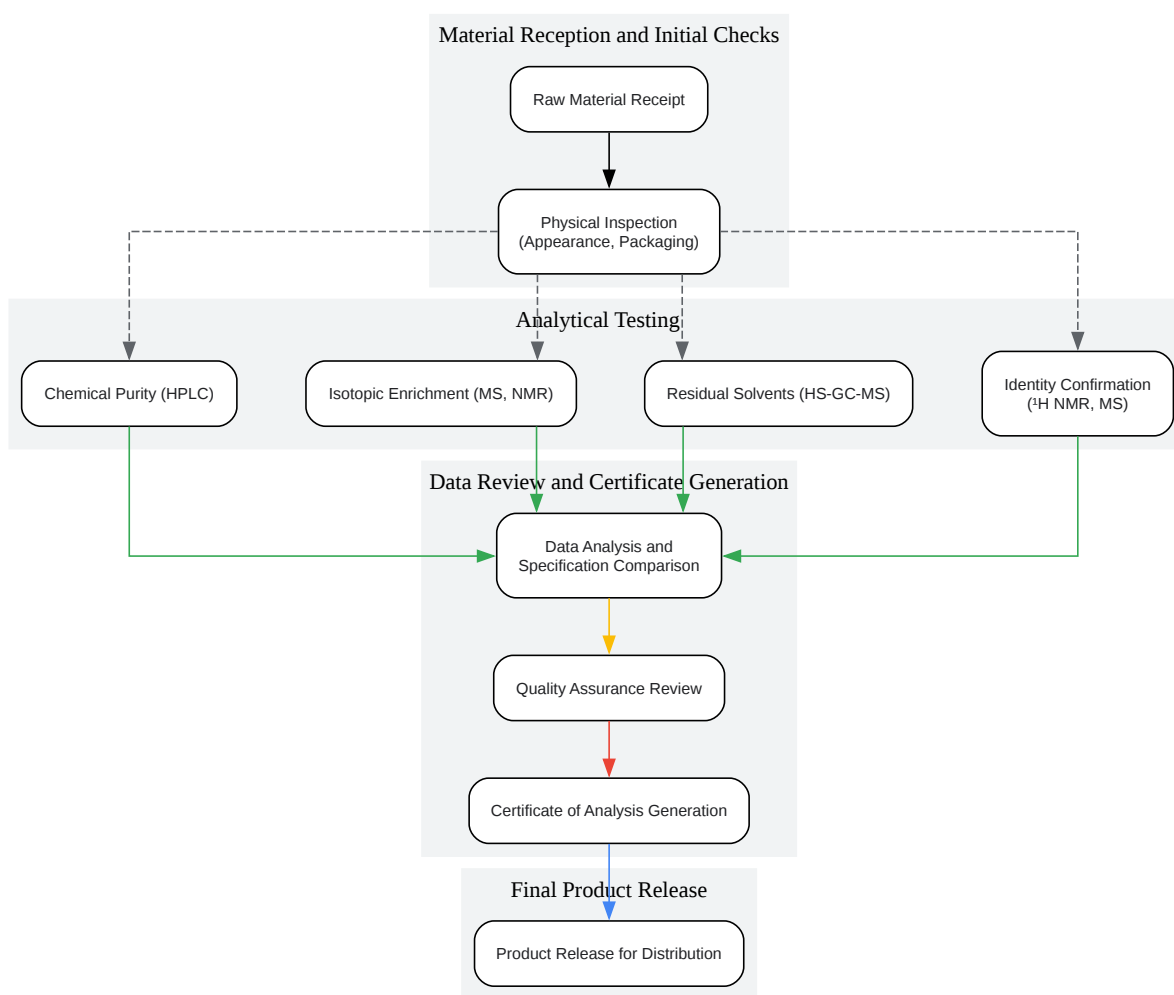 Material Reception and Initial Checks
Raw Material Receipt
Physical Inspection
(Appearance, Packaging)
Analytical Testing
Chemical Purity (HPLC)
Isotopic Enrichment (MS, NMR)
Residual Solvents (HS-GC-MS)
Identity Confirmation
(¹H NMR, MS)
Data Review and Certificate Generation
Data Analysis and
Specification Comparison
Quality Assurance Review
Certificate of Analysis Generation
Final Product Release
Product Release for Distribution